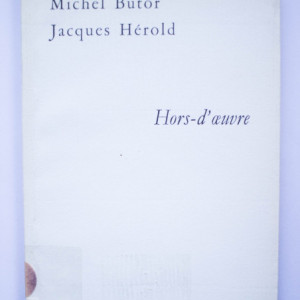 Michel Butor
Jacques Hérold
Hors-d'œuvre